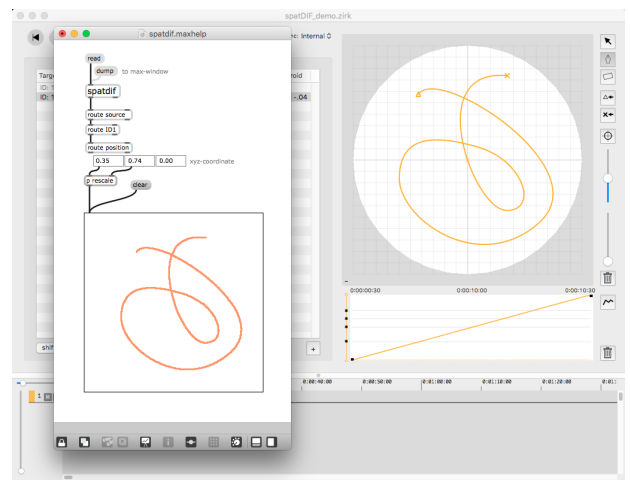 spatDIF_demo.zirk
spatdif.maxhelp
nc: Internal
read
dump
to max-window
spatdif
route source
route ID1
route position
0.35
0.74
0.00
xyz-coordinate
p rescale
clear
Targ
roid
ID: 1
ID: 1
-.04
shif
+
0:00:00:30
0:00:10:00
0:00:10:30
0:00:40:00
0:00:50:00
0:01:00:00
0:01:10:00
0:01:20:00
0:01:
1
M